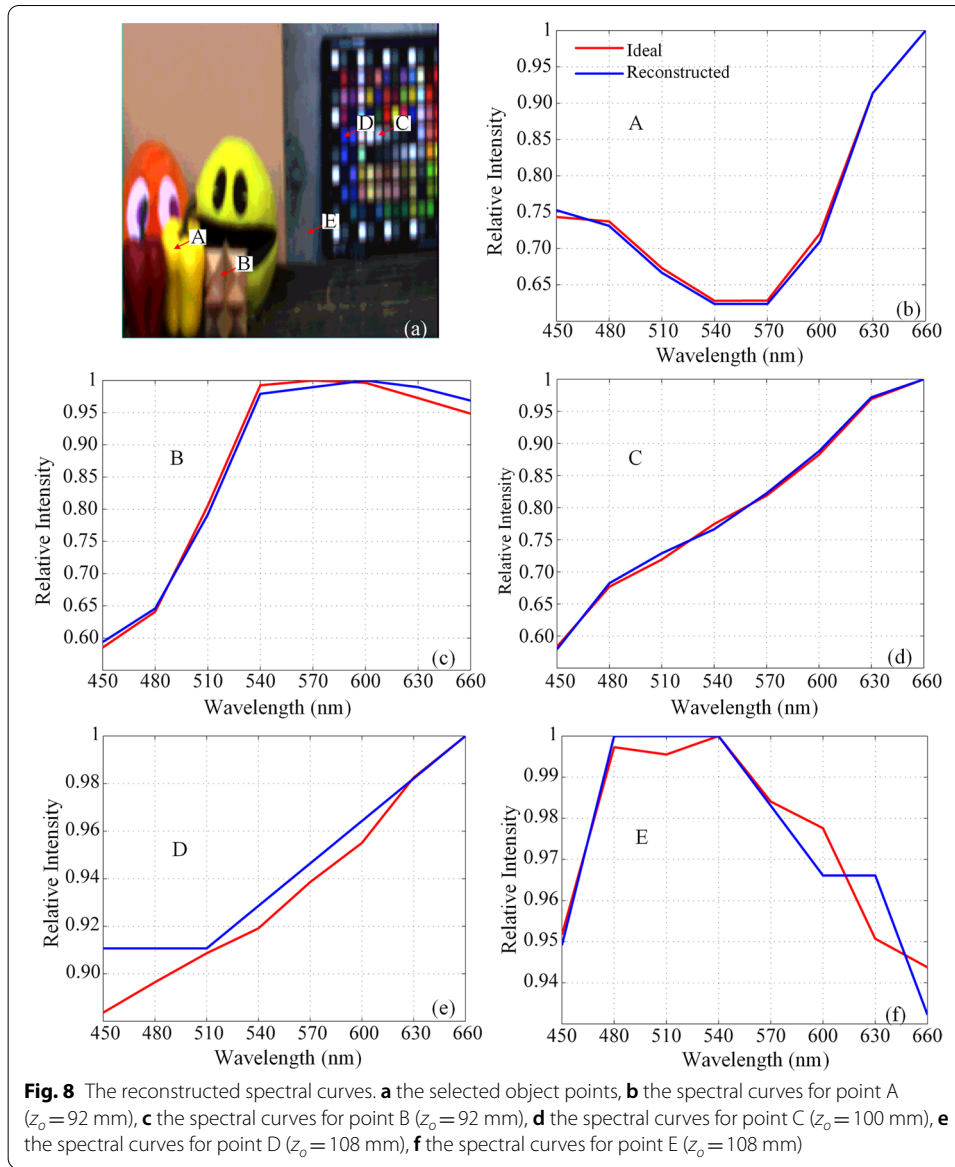 D C
E
A
B
(a)
1
0.95
0.90
0.85
0.80
0.75
0.70
0.65
Relative Intensity
Ideal
Reconstructed
A
(b)
450 480 510 540 570 600 630 660
Wavelength (nm)
1
0.95
0.90
0.85
0.80
0.75
0.70
0.65
0.60
Relative Intensity
B
(c)
450 480 510 540 570 600 630 660
Wavelength (nm)
1
0.95
0.90
0.85
0.80
0.75
0.70
0.65
0.60
Relative Intensity
C
(d)
450 480 510 540 570 600 630 660
Wavelength (nm)
1
0.98
0.96
0.94
0.92
0.90
Relative Intensity
D
(e)
450 480 510 540 570 600 630 660
Wavelength (nm)
1
0.99
0.98
0.97
0.96
0.95
0.94
Relative Intensity
E
(f)
450 480 510 540 570 600 630 660
Wavelength (nm)
Fig. 8 The reconstructed spectral curves. a the selected object points, b the spectral curves for point A
(zₒ = 92 mm), c the spectral curves for point B (zₒ = 92 mm), d the spectral curves for point C (zₒ = 100 mm), e
the spectral curves for point D (zₒ = 108 mm), f the spectral curves for point E (zₒ = 108 mm)